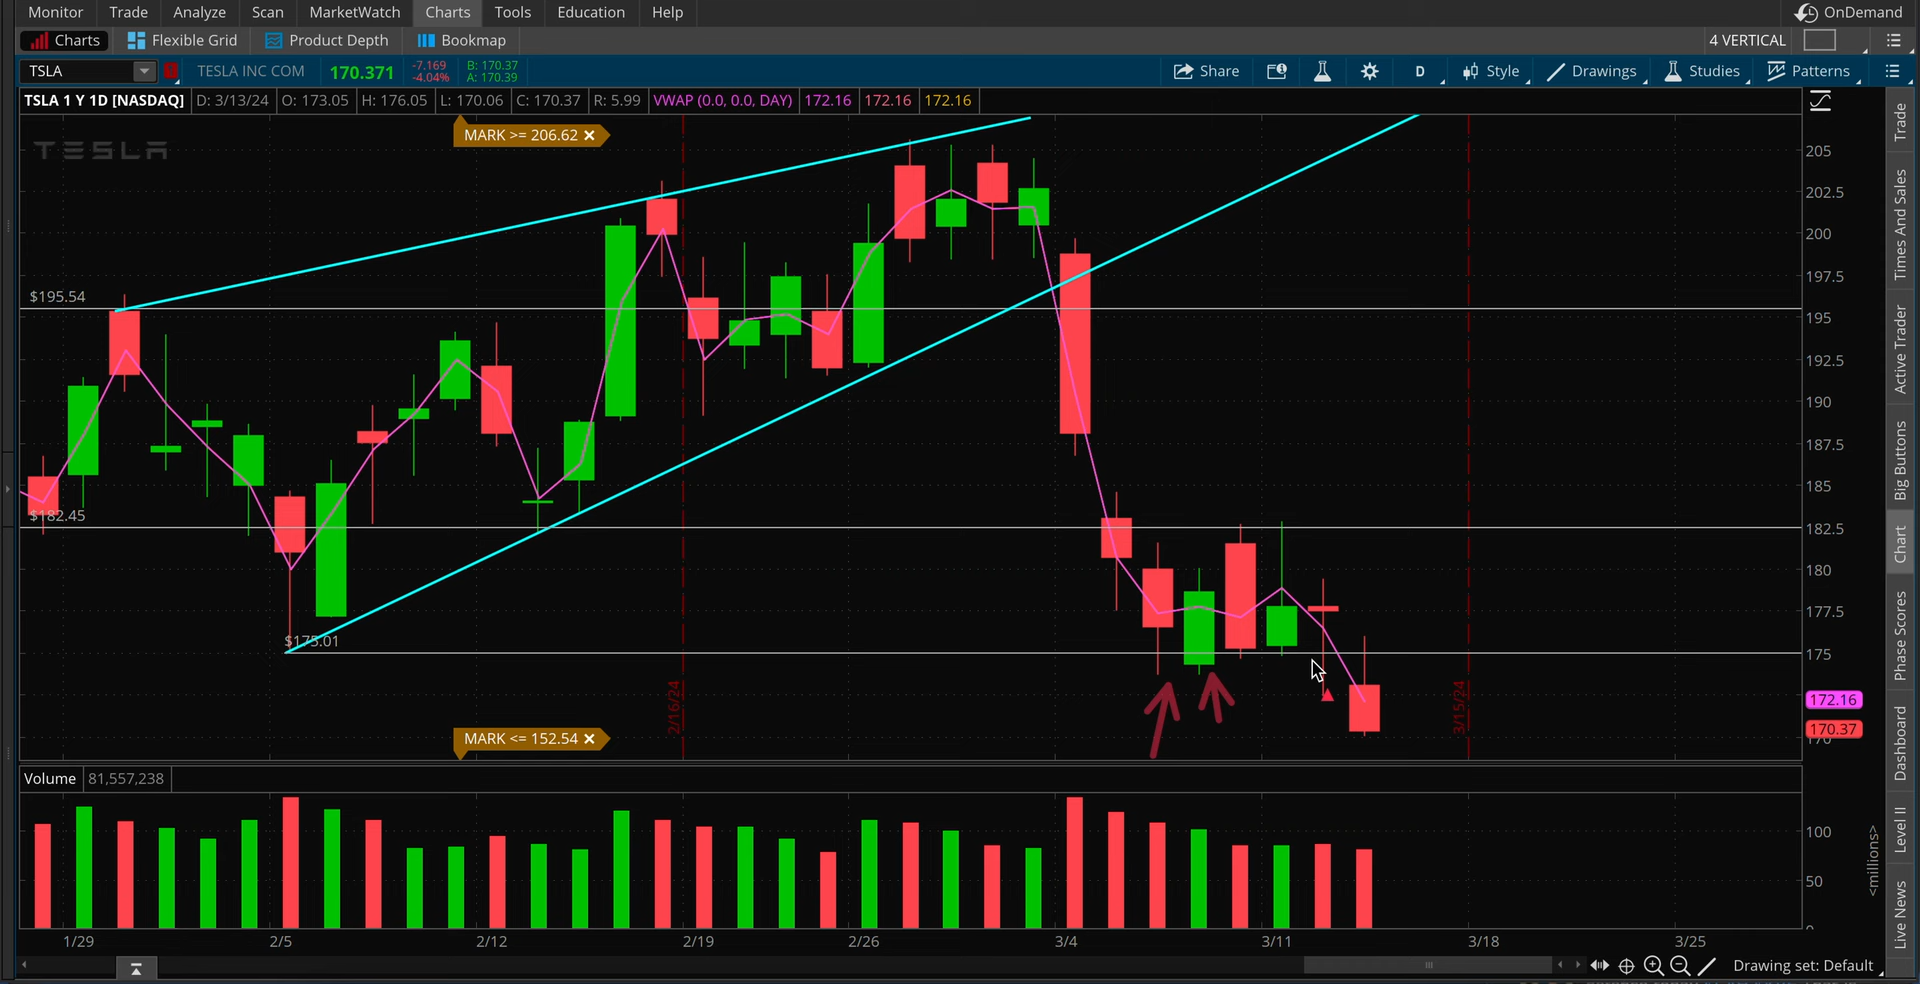 Monitor Trade Analyze Scan MarketWatch Charts Tools Education Help OnDemand
Charts Flexible Grid Product Depth Bookmap 4 VERTICAL
TSLA 1 TESLA INC COM 170.371 -7.169 B: 170.37 Share D Style Drawings Studies Patterns
-4.04% A: 170.39
TSLA 1 Y 1D [NASDAQ] D: 3/13/24 O: 173.05 H: 176.05 L: 170.06 C: 170.37 R: 5.99 VWAP (0.0, 0.0, DAY) 172.16 172.16 172.16
MARK >= 206.62 ×
TESLA
205
202.5
200
197.5
$195.54
195
192.5
190
187.5
185
$182.45
182.5
180
177.5
$175.01
175
172.16
170.37
170
2/16/24
3/15/24
MARK <= 152.54 ×
Volume 81,557,238
100
50
0
<millions>
1/29 2/5 2/12 2/19 2/26 3/4 3/11 3/18 3/25
Drawing set: Default
Trade
Times And Sales
Active Trader
Big Buttons
Chart
Phase Scores
Dashboard
Level II
Live News